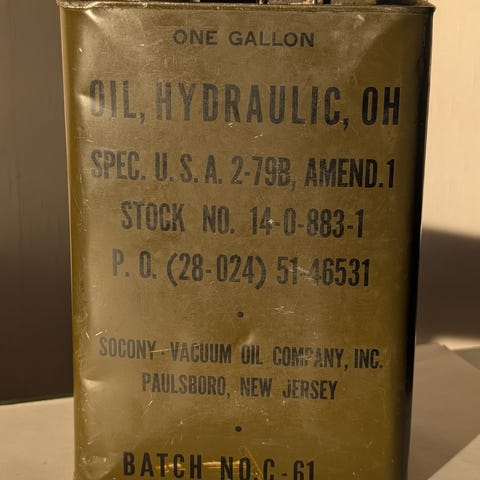 ONE GALLON
OIL, HYDRAULIC, OH
SPEC. U.S.A. 2-79B, AMEND.1
STOCK NO. 14-0-883-1
P.O. (28-024) 51-46531
SOCONY-VACUUM OIL COMPANY, INC.
PAULSBORO, NEW JERSEY
BATCH NO.C-61